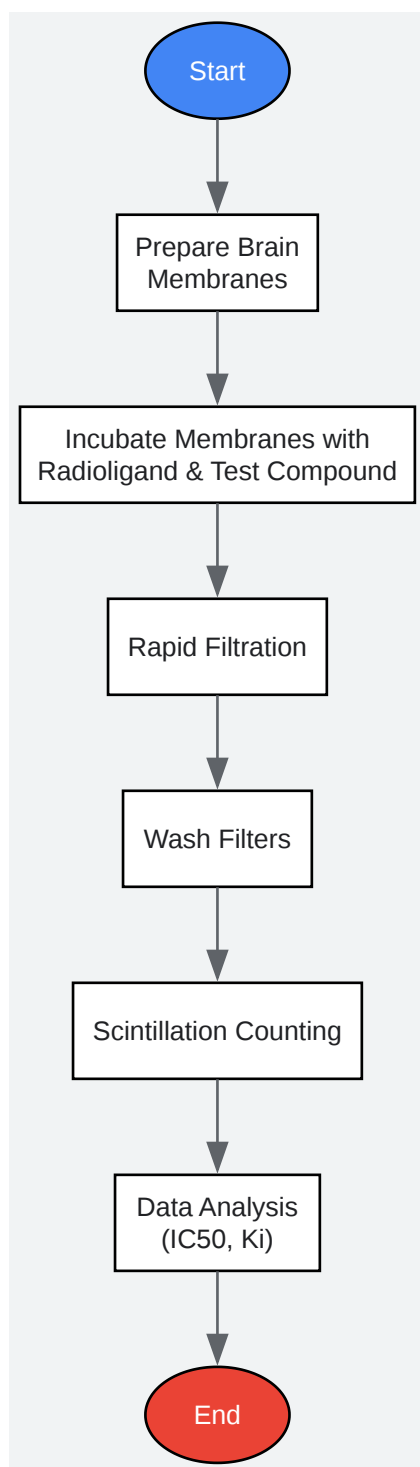 Start
Prepare Brain
Membranes
Incubate Membranes with
Radioligand & Test Compound
Rapid Filtration
Wash Filters
Scintillation Counting
Data Analysis
(IC50, Ki)
End